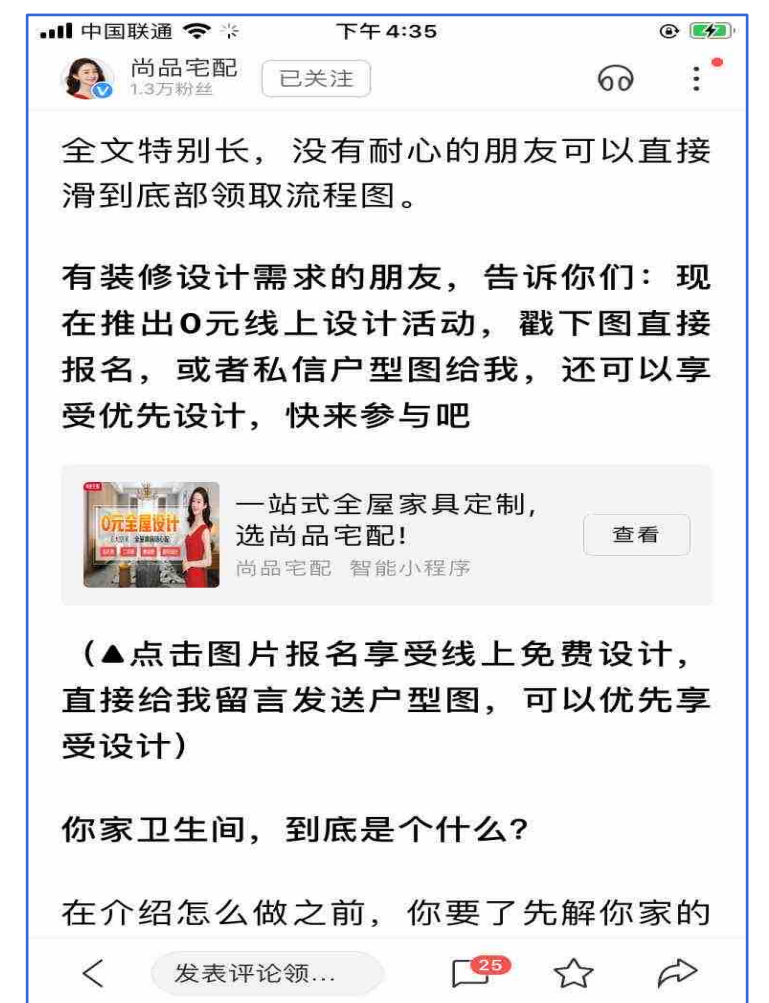 中国联通
下午4:35
尚品宅配
1.3万粉丝
已关注
全文特别长，没有耐心的朋友可以直接
滑到底部领取流程图。
有装修设计需求的朋友，告诉你们：现
在推出0元线上设计活动，戳下图直接
报名，或者私信户型图给我，还可以享
受优先设计，快来参与吧
0元全屋设计
一站式全屋家具定制,
选尚品宅配!
尚品宅配 智能小程序
查看
（▲点击图片报名享受线上免费设计，
直接给我留言发送户型图，可以优先享
受设计）
你家卫生间，到底是个什么？
在介绍怎么做之前，你要了先解你家的
发表评论领...
25